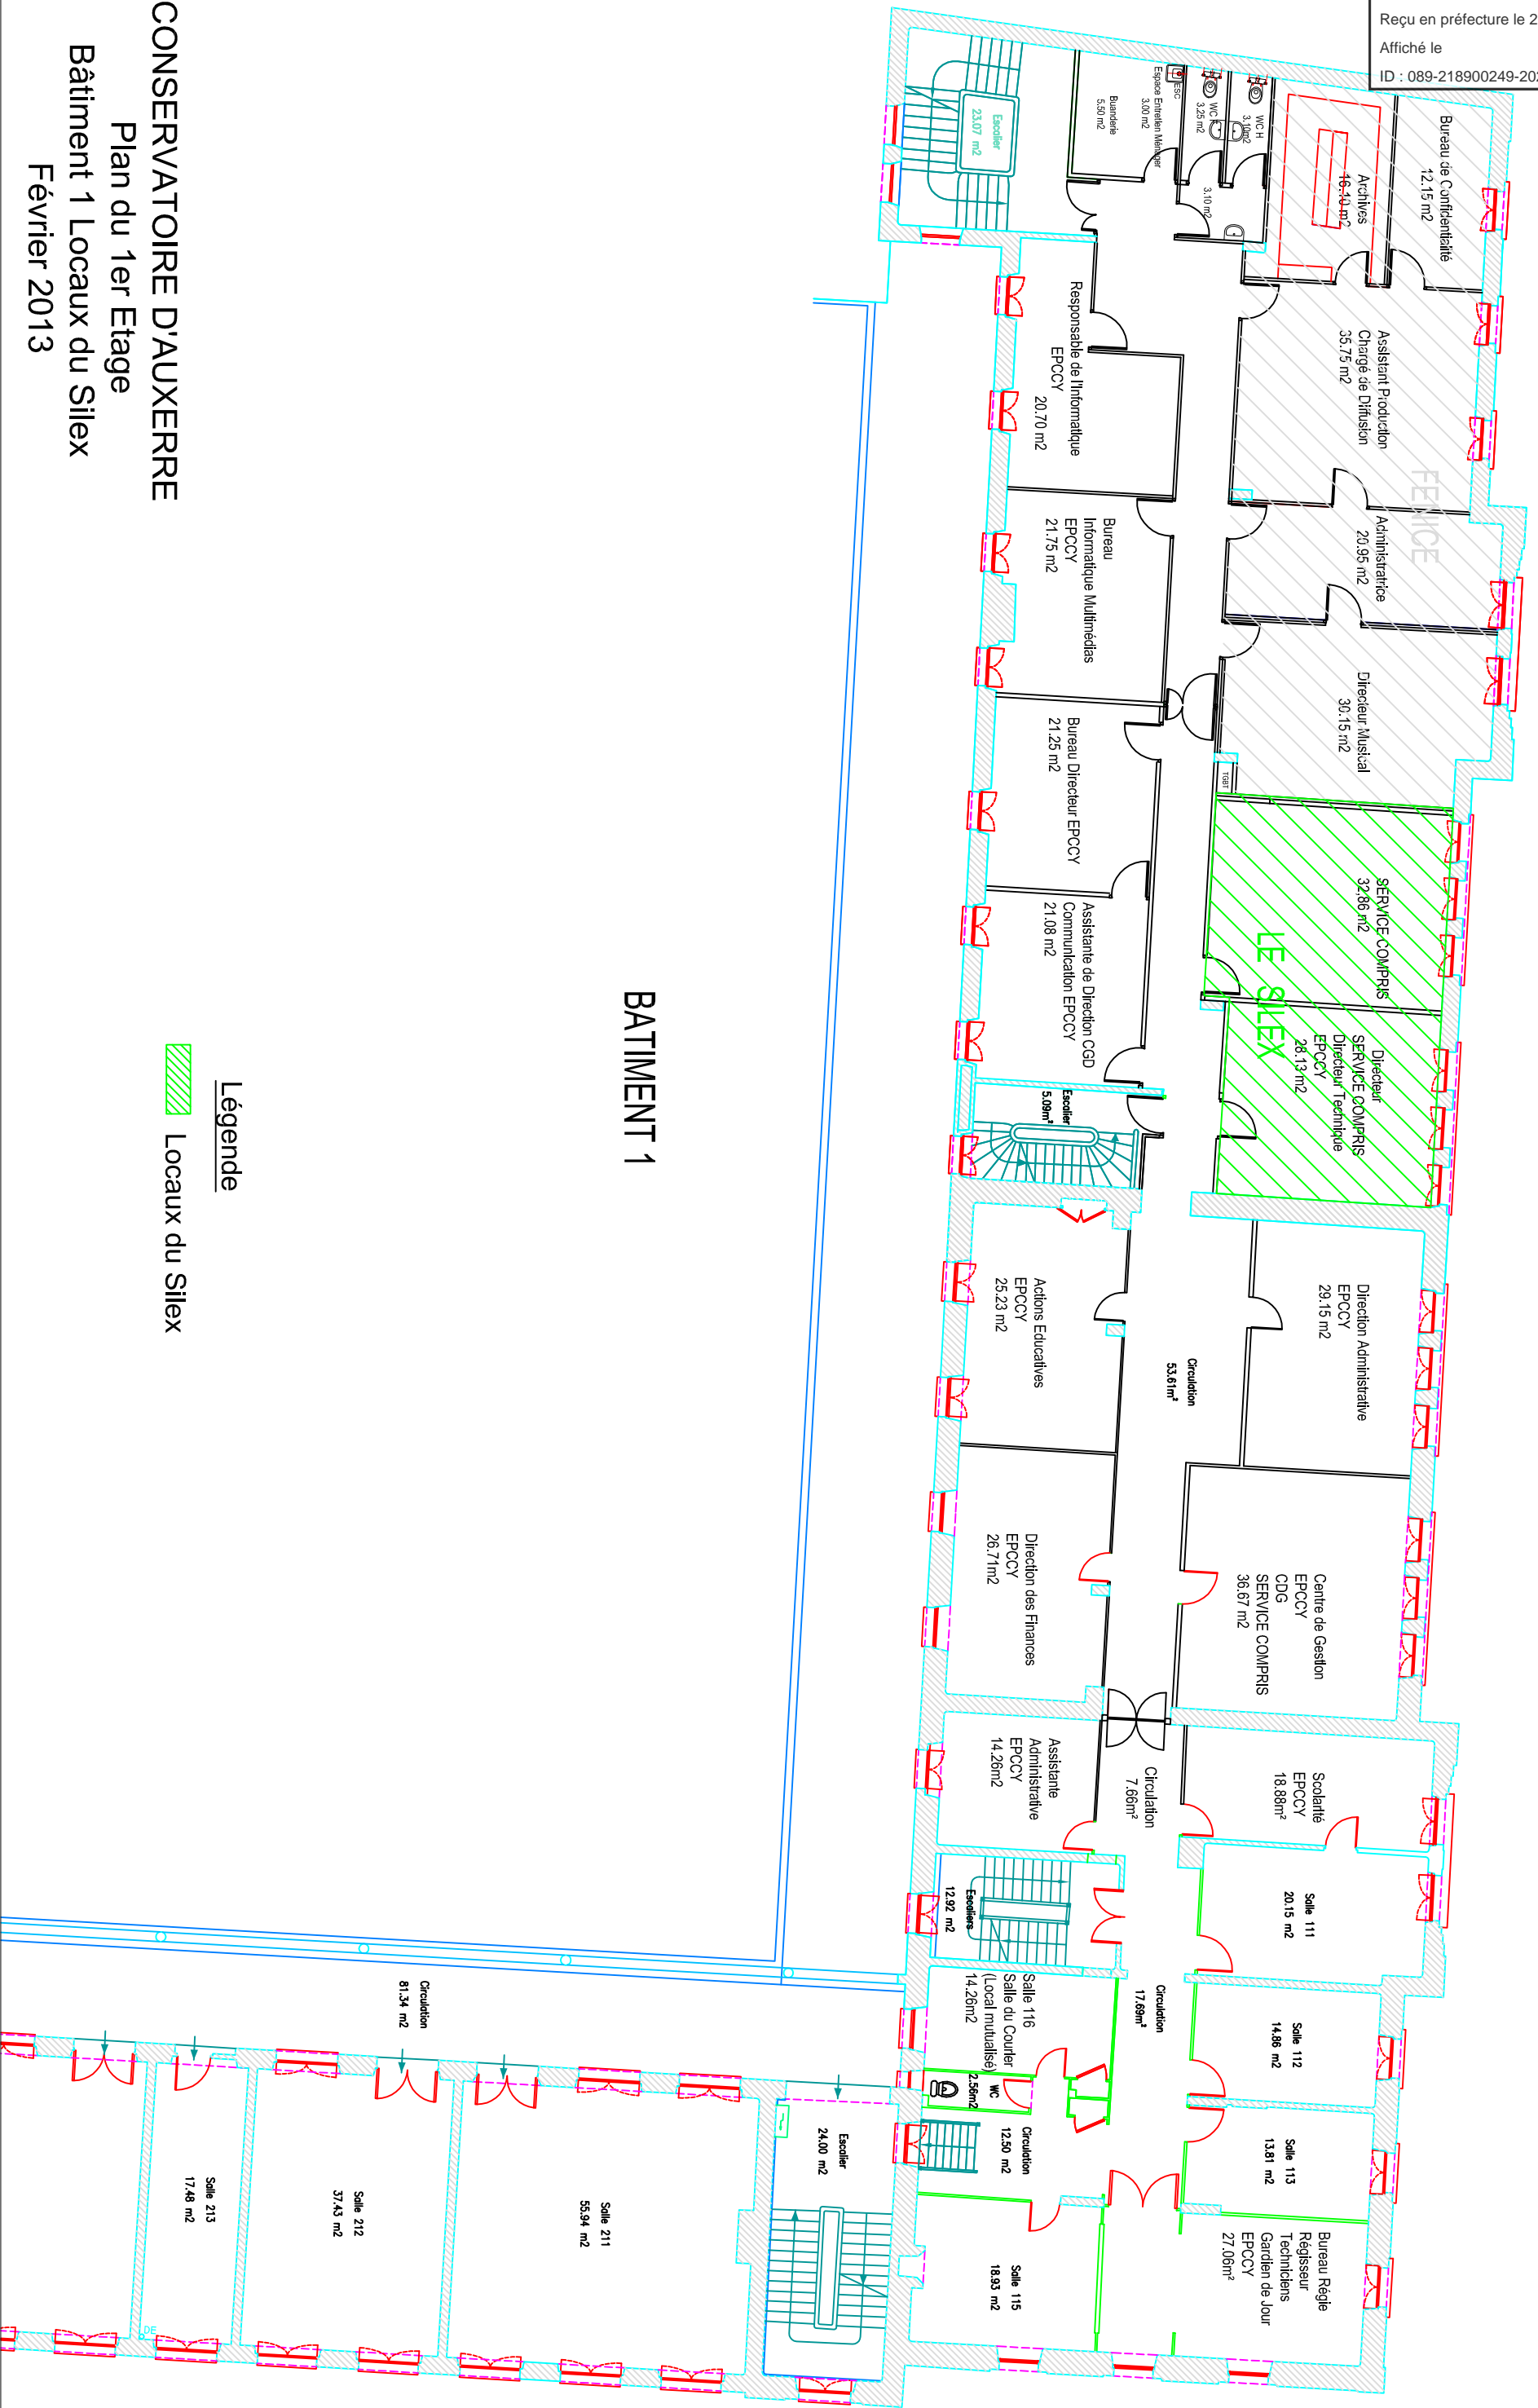 Reçu en préfecture le 2
Affiché le
ID : 089-218900249-20
Bureau de Confidentialité
12.15 m2
Archives
16.10 m2
WC H
3.10m2
WC F
3.25 m2
3.10 m2
ESC
Espace Entretien Ménager
3.00 m2
Buanderie
5.50 m2
Escalier
23.07 m2
Assistant Production
Chargé de Diffusion
35.75 m2
FENICE
Administratrice
20.95 m2
Directeur Musical
30.15 m2
TGBT
Responsable de l'Informatique
EPCCY
20.70 m2
Bureau
Informatique Multimédias
EPCCY
21.75 m2
Bureau Directeur EPCCY
21.25 m2
Assistante de Direction CGD
Communication EPCCY
21.08 m2
SERVICE COMPRIS
32,86 m2
LE SILEX
Directeur
SERVICE COMPRIS
Directeur Technique
EPCCY
28.13 m2
Escalier
5.09m²
Direction Administrative
EPCCY
29.15 m2
Circulation
53.61m²
Actions Educatives
EPCCY
25.23 m2
Centre de Gestion
EPCCY
CDG
SERVICE COMPRIS
36.67 m2
Direction des Finances
EPCCY
26.71m2
Scolarité
EPCCY
18.88m²
Circulation
7.66m²
Assistante
Administrative
EPCCY
14.26m2
Salle 111
20.15 m2
Escaliers
12.92 m2
Salle 112
14.86 m2
Circulation
17.69m²
Salle 116
Salle du Courier
(Local mutualisé)
14.26m2
WC
2.56m2
Salle 113
13.81 m2
Circulation
12.50 m2
Bureau Régie
Régisseur
Techniciens
Gardien de Jour
EPCCY
27.06m²
Salle 115
18.93 m2
Escalier
24.00 m2
Circulation
81.34 m2
Salle 211
55.94 m2
Salle 212
37.43 m2
Salle 213
17.48 m2
DE
BATIMENT 1
Légende
Locaux du Silex
CONSERVATOIRE D'AUXERRE
Plan du 1er Etage
Bâtiment 1 Locaux du Silex
Février 2013